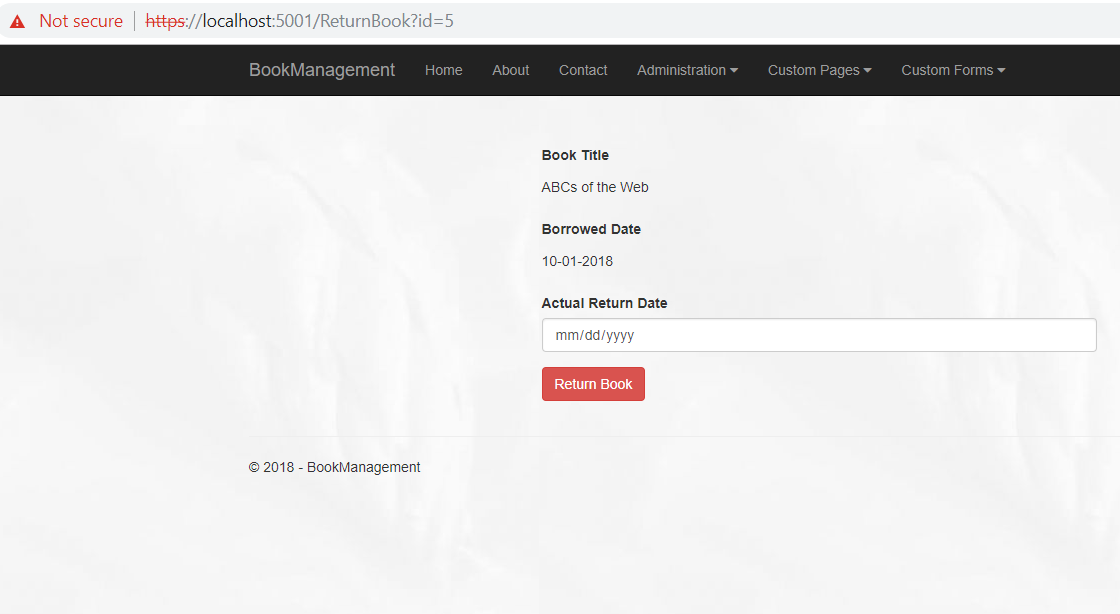 Not secure https://localhost:5001/ReturnBook?id=5
BookManagement Home About Contact Administration Custom Pages Custom Forms
Book Title
ABCs of the Web
Borrowed Date
10-01-2018
Actual Return Date
mm/dd/yyyy
Return Book
© 2018 - BookManagement